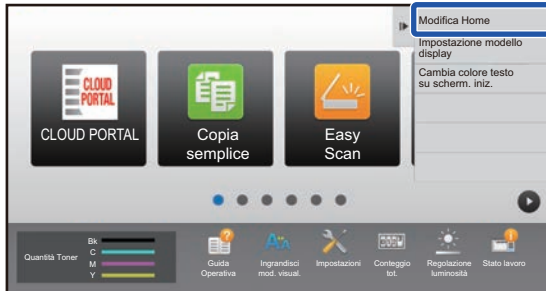 Modifica Home
Impostazione modello
display
Cambia colore testo
su scherm. iniz.
CLOUD
PORTAL
CLOUD PORTAL
Copia
semplice
Easy
Scan
Quantità Toner
Bk
C
M
Y
Guida
Operativa
Ingrandisci
mod. visual.
Impostazioni
Conteggio
tot.
Regolazione
luminosità
Stato lavoro